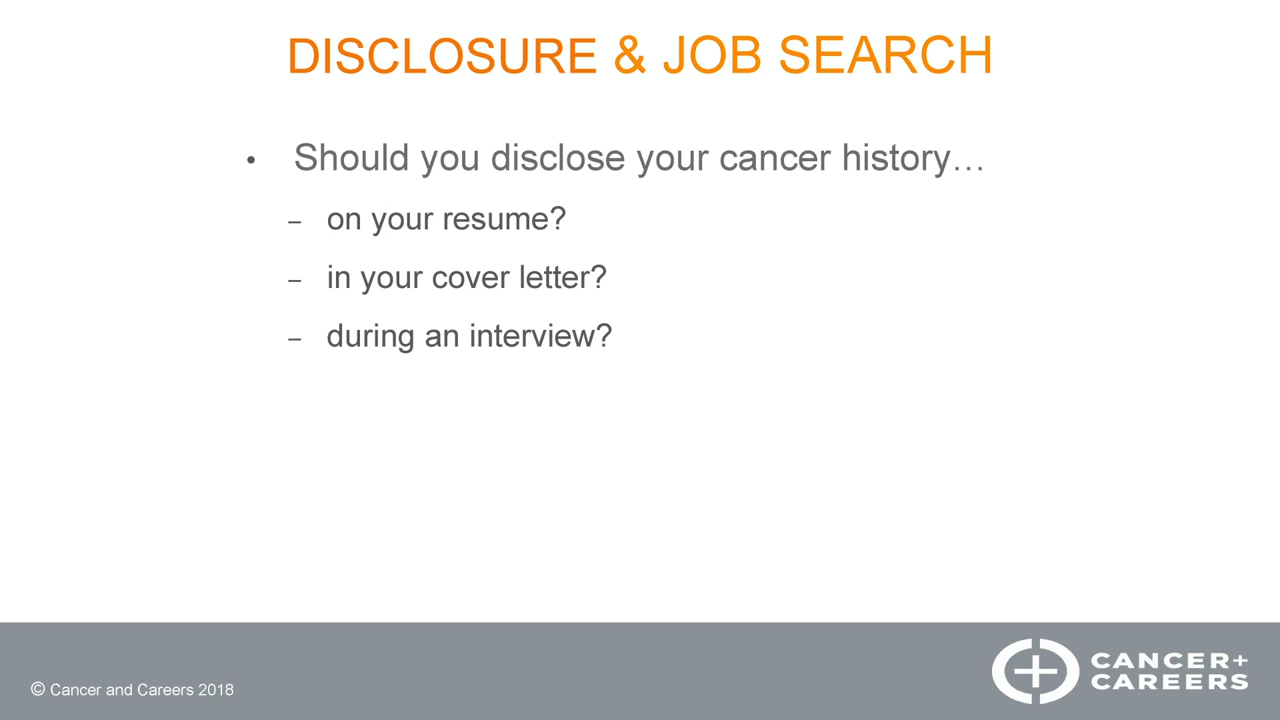 DISCLOSURE & JOB SEARCH
• Should you disclose your cancer history…
– on your resume?
– in your cover letter?
– during an interview?
© Cancer and Careers 2018
CANCER+
CAREERS